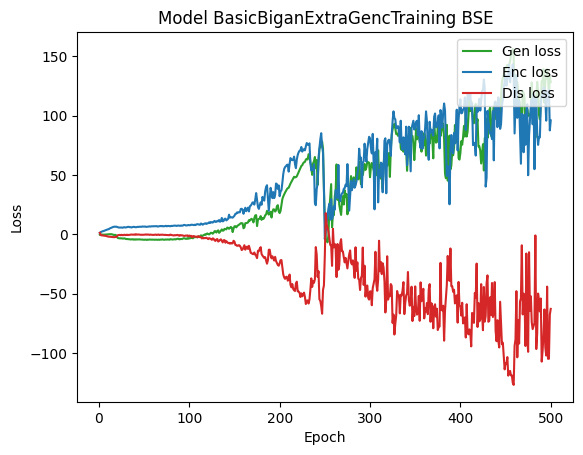 Model BasicBiganExtraGencTraining BSE
Gen loss
Enc loss
Dis loss
Loss
150
100
50
0
−50
−100
0 100 200 300 400 500
Epoch